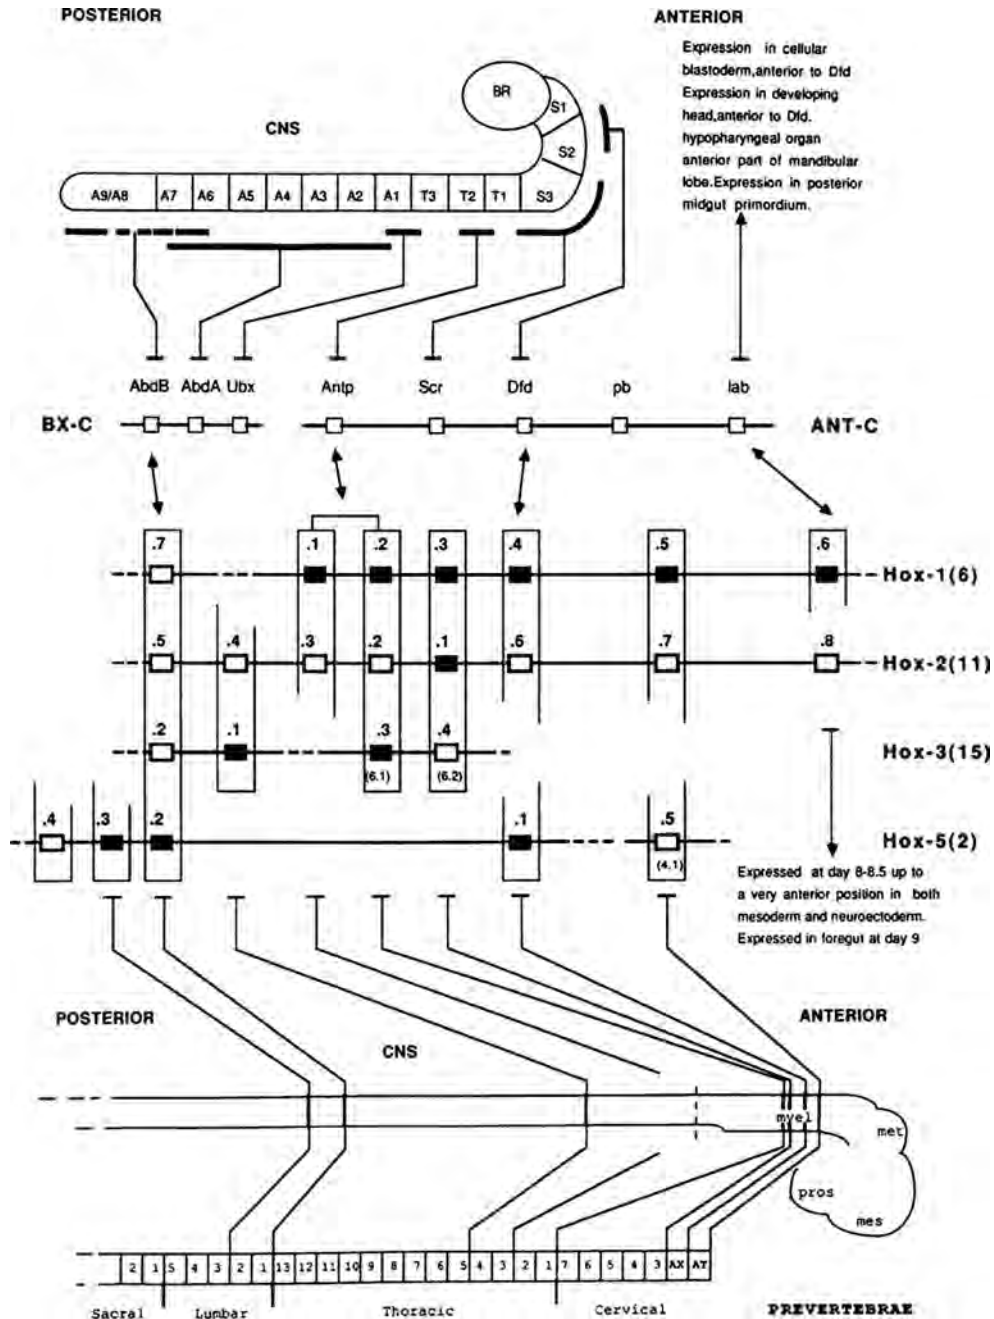 POSTERIOR
ANTERIOR
Expression in cellular
blastoderm,anterior to Dfd
Expression in developing
head,anterior to Dfd.
hypopharyngeal organ
anterior part of mandibular
lobe.Expression in posterior
midgut primordium.
BR
S1
CNS
S2
A9/A8 A7 A6 A5 A4 A3 A2 A1 T3 T2 T1 S3
AbdB AbdA Ubx Antp Scr Dfd pb lab
BX-C ANT-C
.7 .1 .2 .3 .4 .5 .6
Hox-1(6)
.5 .4 .3 .2 .1 .6 .7 .8
Hox-2(11)
.2 .1 .3 .4
Hox-3(15)
(6.1) (6.2)
.4 .3 .2 .1 .5
Hox-5(2)
(4,1)
Expressed at day 8-8.5 up to
a very anterior position in both
mesoderm and neuroectoderm.
Expressed in foregut at day 9
POSTERIOR
ANTERIOR
CNS
myel
met
pros
mes
2 1 5 4 3 2 1 13 12 11 10 9 8 7 6 5 4 3 2 1 7 6 5 4 3 AX AT
Sacral Lumbar Thoracic Cervical PREVERTEBRAE